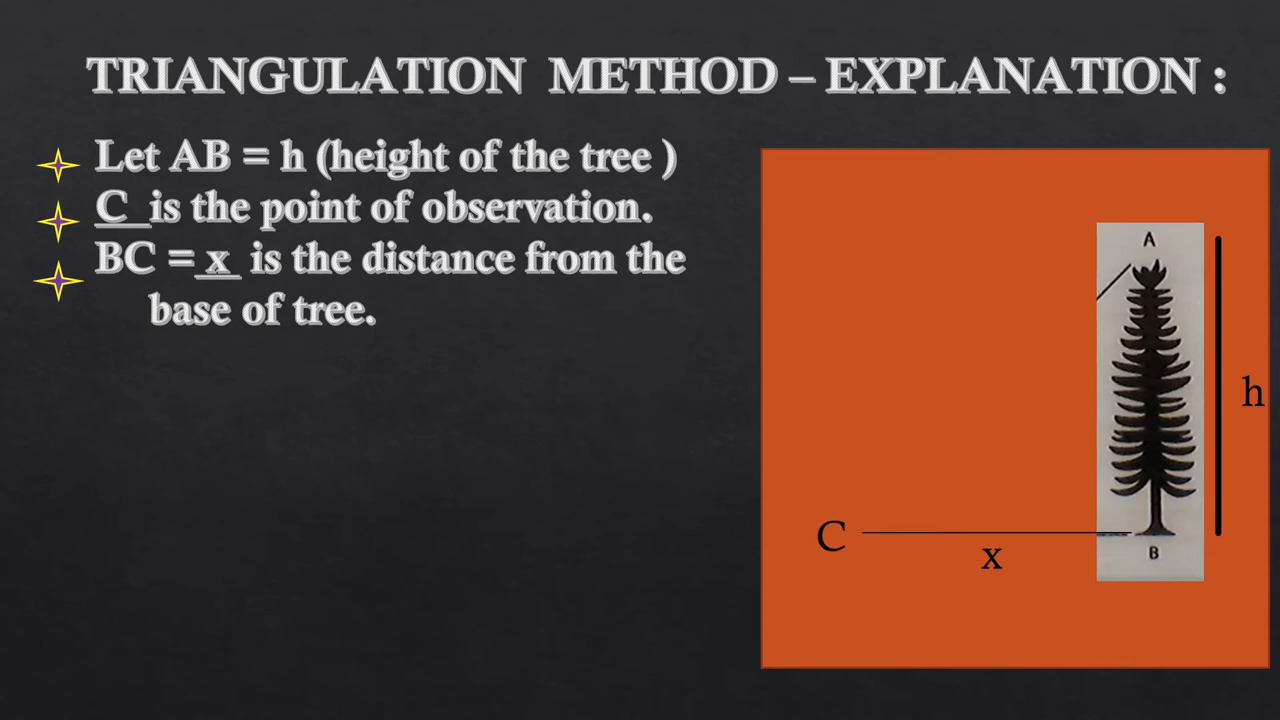 TRIANGULATION METHOD – EXPLANATION :
Let AB = h (height of the tree )
C is the point of observation.
BC = x is the distance from the
base of tree.
A
h
C
x
B